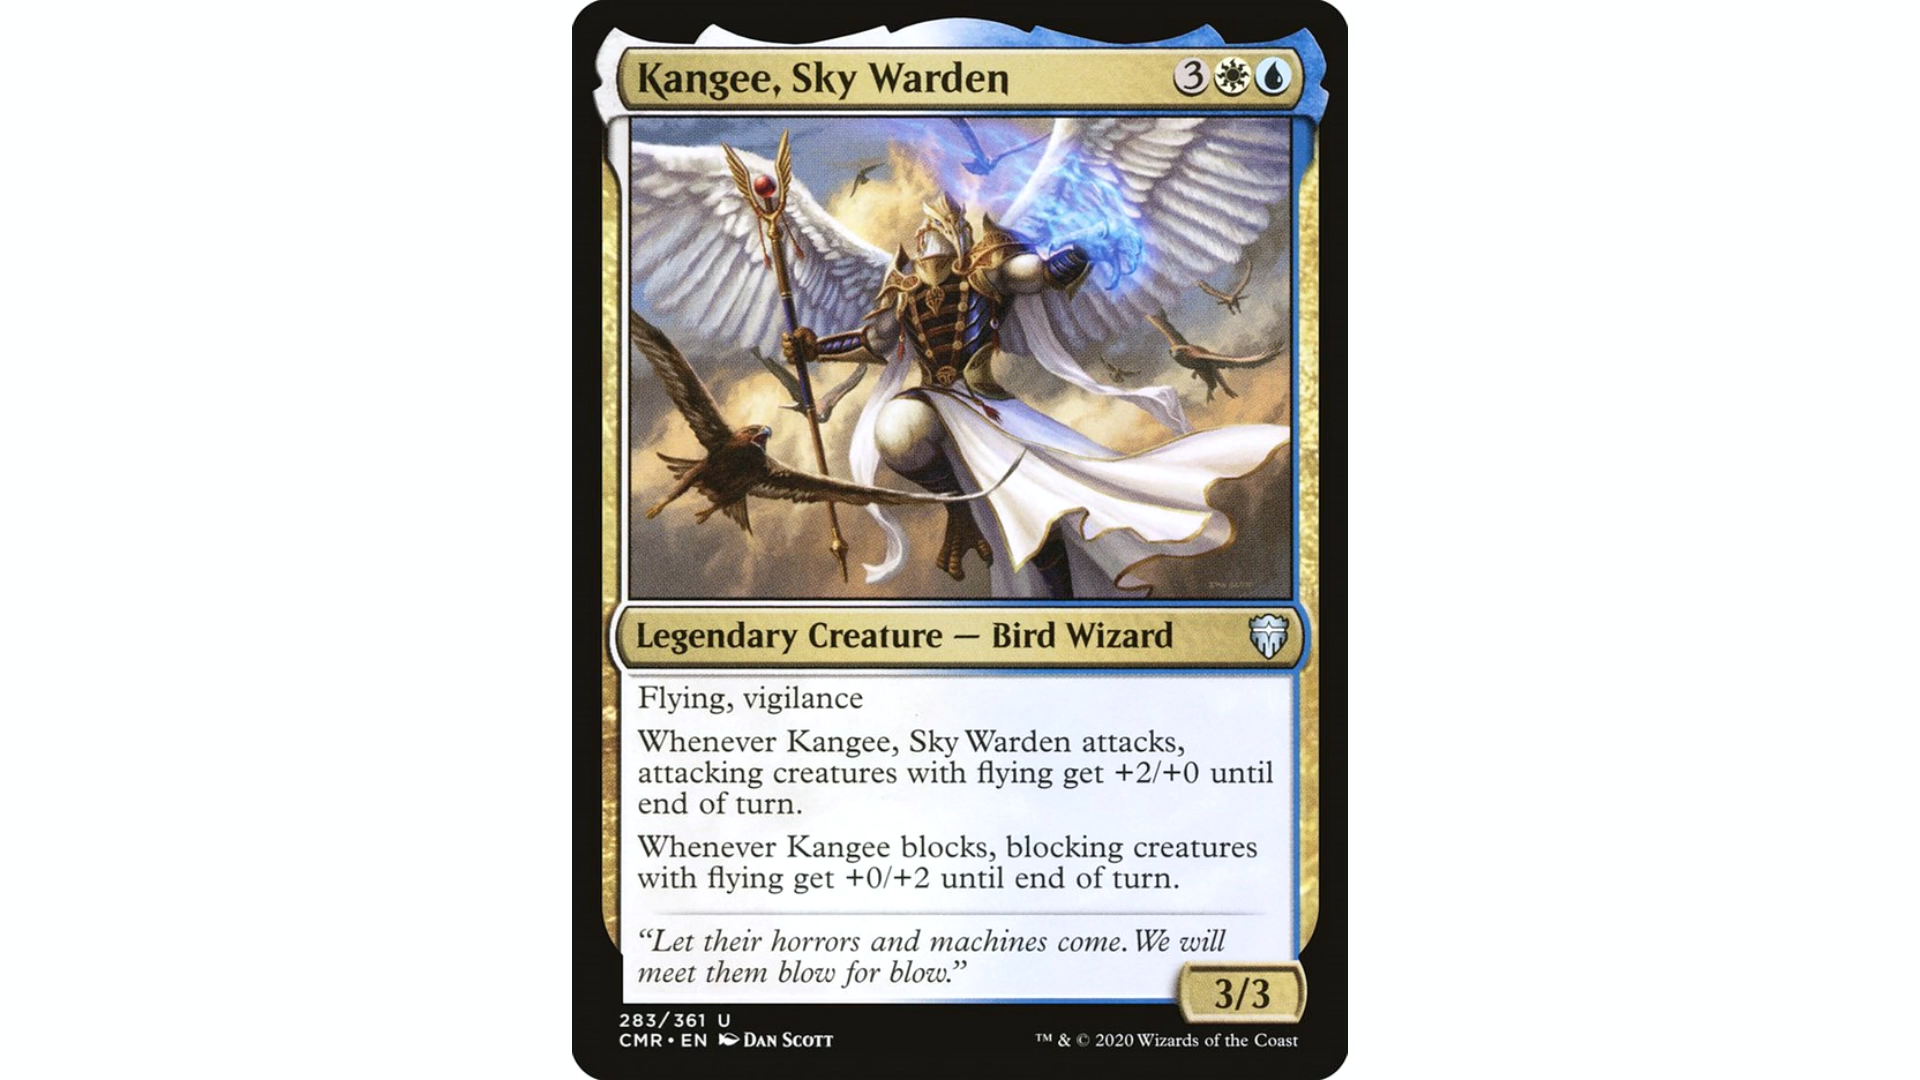 Kangee, Sky Warden 3
Legendary Creature — Bird Wizard
Flying, vigilance
Whenever Kangee, Sky Warden attacks,
attacking creatures with flying get +2/+0 until
end of turn.
Whenever Kangee blocks, blocking creatures
with flying get +0/+2 until end of turn.
“Let their horrors and machines come. We will
meet them blow for blow.”
3/3
283/361 U
CMR • EN Dan Scott
™ & © 2020 Wizards of the Coast